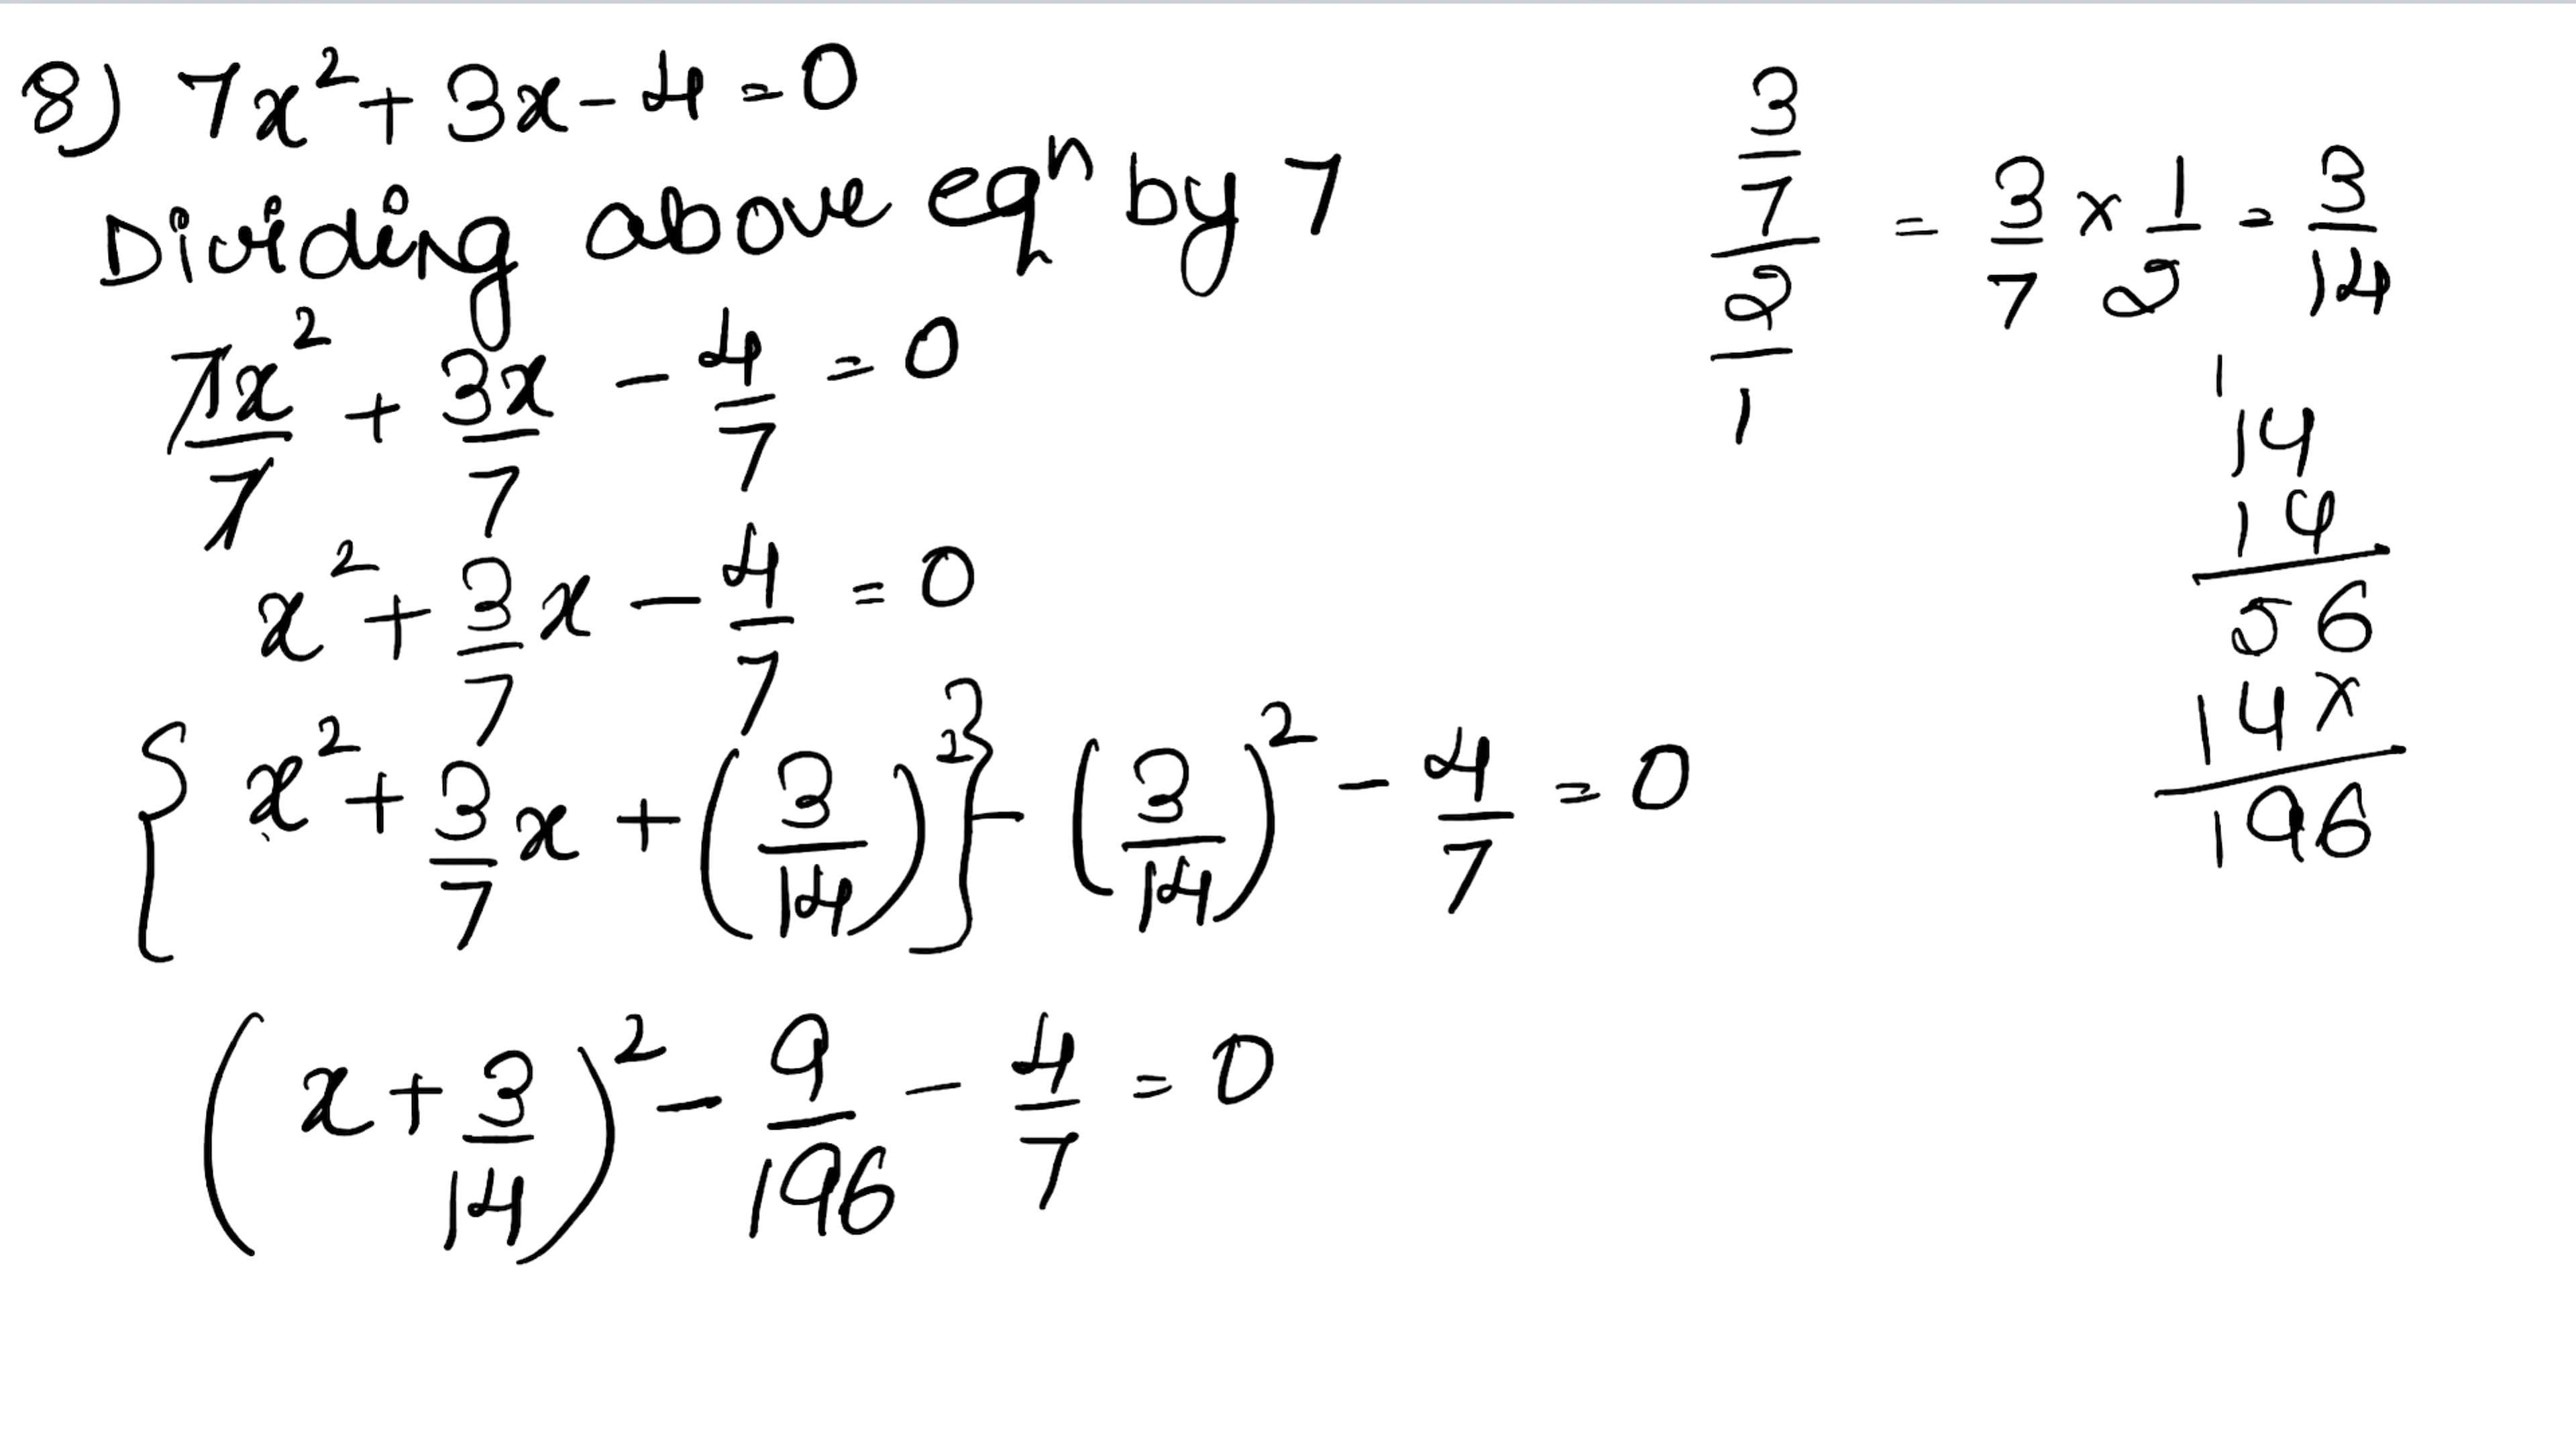 8) 7x² + 3x - 4 = 0
Dividing above eqⁿ by 7
7x²/7 + 3x/7 - 4/7 = 0
x² + 3/7 x - 4/7 = 0
{ x² + 3/7 x + (3/14)² } - (3/14)² - 4/7 = 0
(x + 3/14)² - 9/196 - 4/7 = 0
3/7 / 2/1 = 3/7 × 1/2 = 3/14
1
14
14
56
14x
196